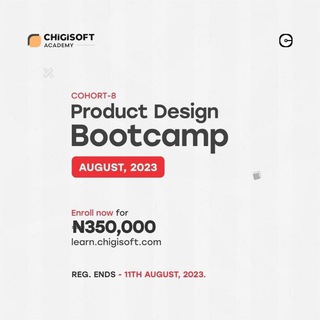 CHIGISOFT
ACADEMY
COHORT-8
Product Design
Bootcamp
AUGUST, 2023
Enroll now for
₦350,000
learn.chigisoft.com
REG. ENDS - 11TH AUGUST, 2023.